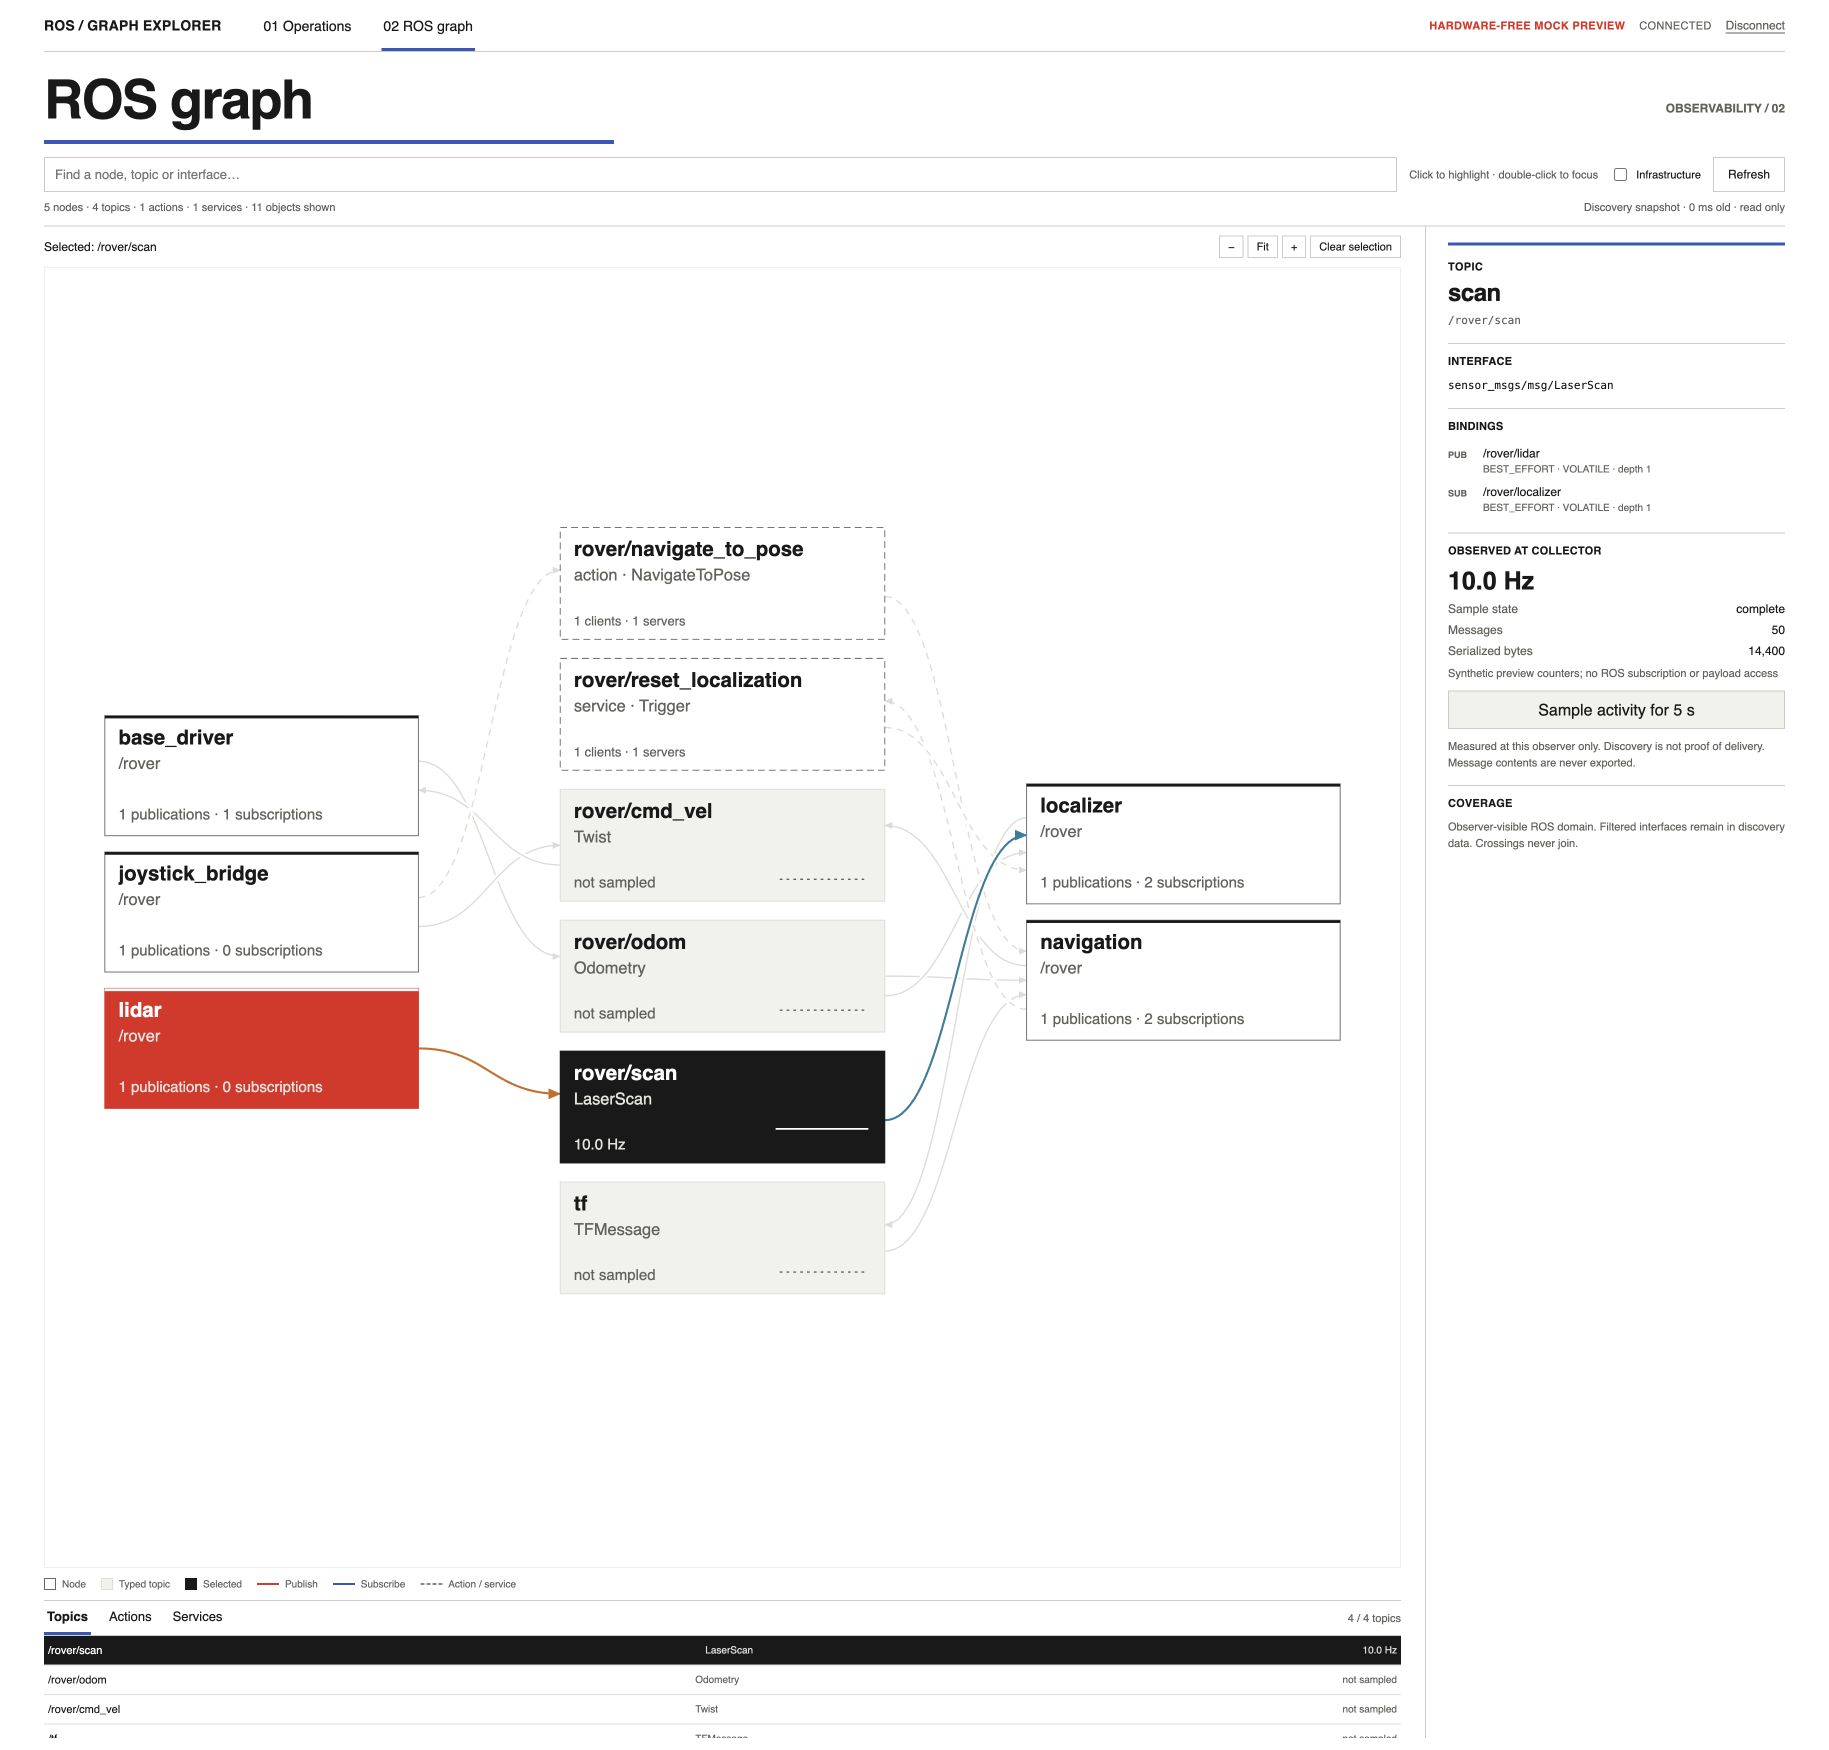 ROS / GRAPH EXPLORER
01 Operations
02 ROS graph
HARDWARE-FREE MOCK PREVIEW
CONNECTED
Disconnect
ROS graph
OBSERVABILITY / 02
Find a node, topic or interface…
Click to highlight · double-click to focus
Infrastructure
Refresh
5 nodes · 4 topics · 1 actions · 1 services · 11 objects shown
Discovery snapshot · 0 ms old · read only
Selected: /rover/scan
−
Fit
+
Clear selection
rover/navigate_to_pose
action · NavigateToPose
1 clients · 1 servers
rover/reset_localization
service · Trigger
1 clients · 1 servers
base_driver
/rover
1 publications · 1 subscriptions
joystick_bridge
/rover
1 publications · 0 subscriptions
lidar
/rover
1 publications · 0 subscriptions
rover/cmd_vel
Twist
not sampled
rover/odom
Odometry
not sampled
rover/scan
LaserScan
10.0 Hz
tf
TFMessage
not sampled
localizer
/rover
1 publications · 2 subscriptions
navigation
/rover
1 publications · 2 subscriptions
TOPIC
scan
/rover/scan
INTERFACE
sensor_msgs/msg/LaserScan
BINDINGS
PUB /rover/lidar
BEST_EFFORT · VOLATILE · depth 1
SUB /rover/localizer
BEST_EFFORT · VOLATILE · depth 1
OBSERVED AT COLLECTOR
10.0 Hz
Sample state complete
Messages 50
Serialized bytes 14,400
Synthetic preview counters; no ROS subscription or payload access
Sample activity for 5 s
Measured at this observer only. Discovery is not proof of delivery.
Message contents are never exported.
COVERAGE
Observer-visible ROS domain. Filtered interfaces remain in discovery
data. Crossings never join.
Node
Typed topic
Selected
Publish
Subscribe
Action / service
Topics
Actions
Services
4 / 4 topics
/rover/scan LaserScan 10.0 Hz
/rover/odom Odometry not sampled
/rover/cmd_vel Twist not sampled